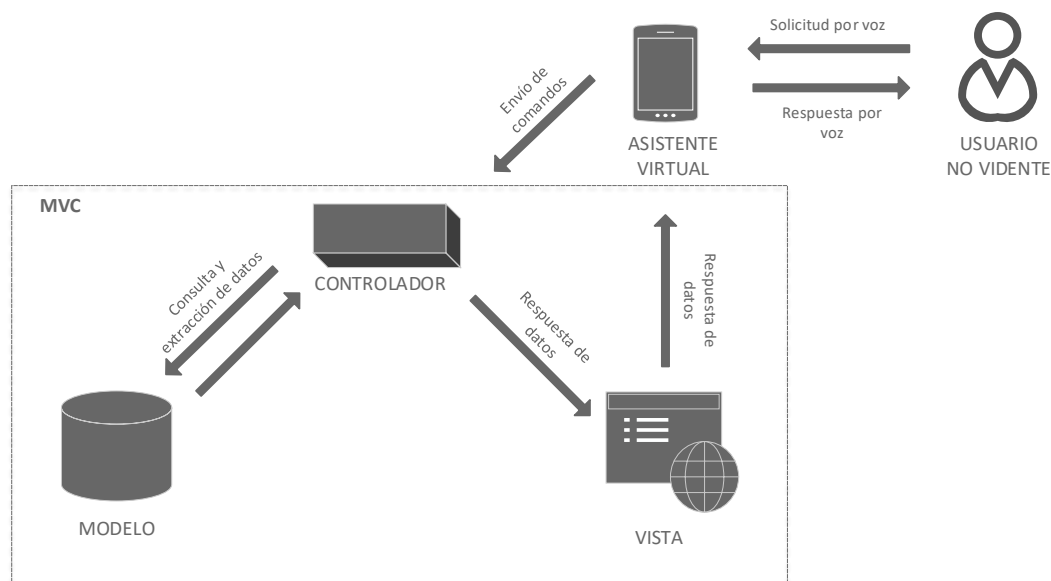 Solicitud por voz
Respuesta por
voz
Envío de
comandos
ASISTENTE
VIRTUAL
USUARIO
NO VIDENTE
MVC
CONTROLADOR
Consulta y
extracción de datos
Respuesta de
datos
Respuesta de
datos
MODELO
VISTA